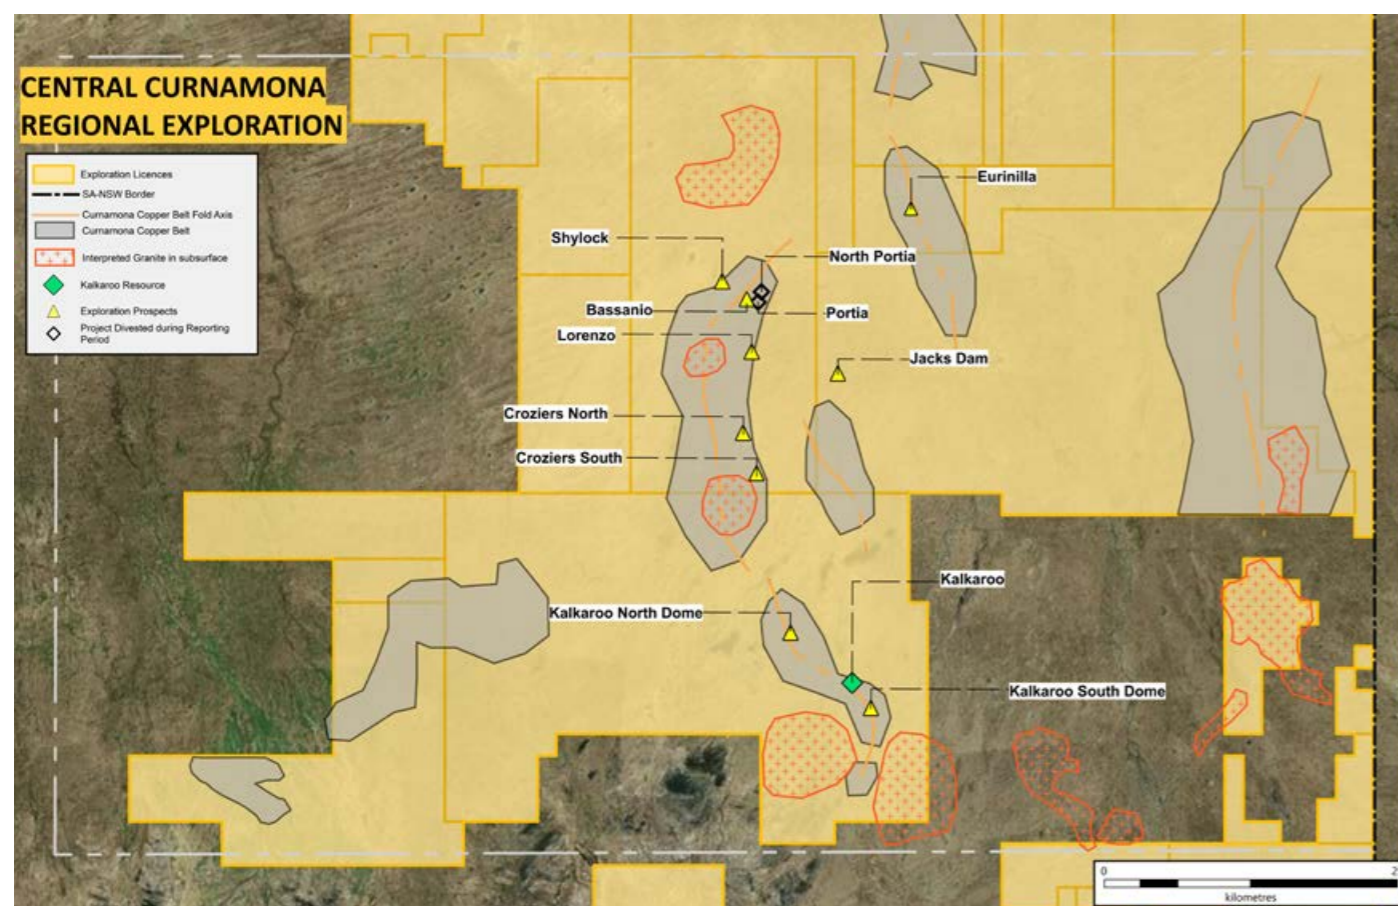 CENTRAL CURNAMONA
REGIONAL EXPLORATION
Exploration Licences
SA-NSW Border
Curnamona Copper Belt Fold Axis
Curnamona Copper Belt
Interpreted Granite in subsurface
Kalkaroo Resource
Exploration Prospects
Project Divested during Reporting
Period
Eurinilla
Shylock
North Portia
Bassanio
Portia
Lorenzo
Jacks Dam
Croziers North
Croziers South
Kalkaroo
Kalkaroo North Dome
Kalkaroo South Dome
0 2
kilometres